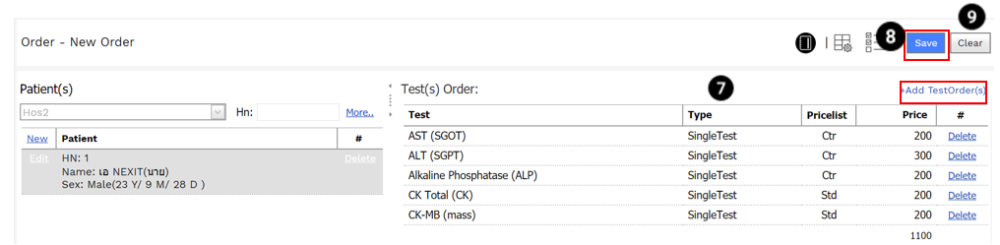 9
Order - New Order
8
Save
Clear
Patient(s)
Hos2
Hn:
More..
New Patient #
Edit HN: 1 Delete
Name: เอ NEXIT(นาย)
Sex: Male(23 Y/ 9 M/ 28 D )
Test(s) Order:
7
+Add TestOrder(s)
Test Type Pricelist Price #
AST (SGOT) SingleTest Ctr 200 Delete
ALT (SGPT) SingleTest Ctr 300 Delete
Alkaline Phosphatase (ALP) SingleTest Ctr 200 Delete
CK Total (CK) SingleTest Std 200 Delete
CK-MB (mass) SingleTest Std 200 Delete
1100